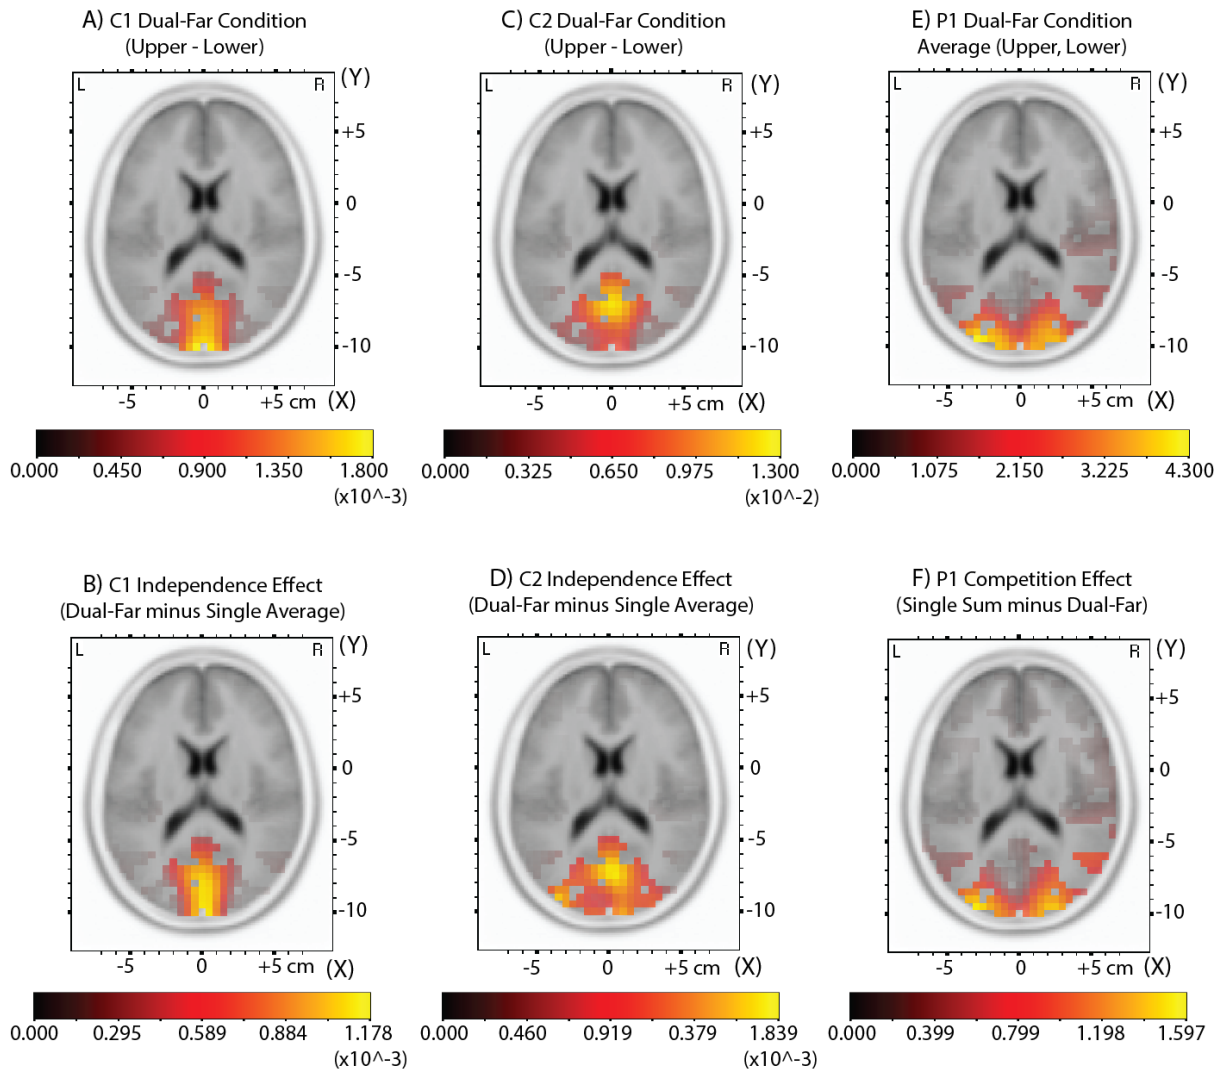 A) C1 Dual-Far Condition
(Upper - Lower)
L
R
(Y)
+5
0
-5
-10
-5 0 +5 cm (X)
0.000 0.450 0.900 1.350 1.800
(x10^-3)
C) C2 Dual-Far Condition
(Upper - Lower)
L
R
(Y)
+5
0
-5
-10
-5 0 +5 cm (X)
0.000 0.325 0.650 0.975 1.300
(x10^-2)
E) P1 Dual-Far Condition
Average (Upper, Lower)
L
R
(Y)
+5
0
-5
-10
-5 0 +5 cm (X)
0.000 1.075 2.150 3.225 4.300
B) C1 Independence Effect
(Dual-Far minus Single Average)
L
R
(Y)
+5
0
-5
-10
-5 0 +5 cm (X)
0.000 0.295 0.589 0.884 1.178
(x10^-3)
D) C2 Independence Effect
(Dual-Far minus Single Average)
L
R
(Y)
+5
0
-5
-10
-5 0 +5 cm (X)
0.000 0.460 0.919 0.379 1.839
(x10^-3)
F) P1 Competition Effect
(Single Sum minus Dual-Far)
L
R
(Y)
+5
0
-5
-10
-5 0 +5 cm (X)
0.000 0.399 0.799 1.198 1.597